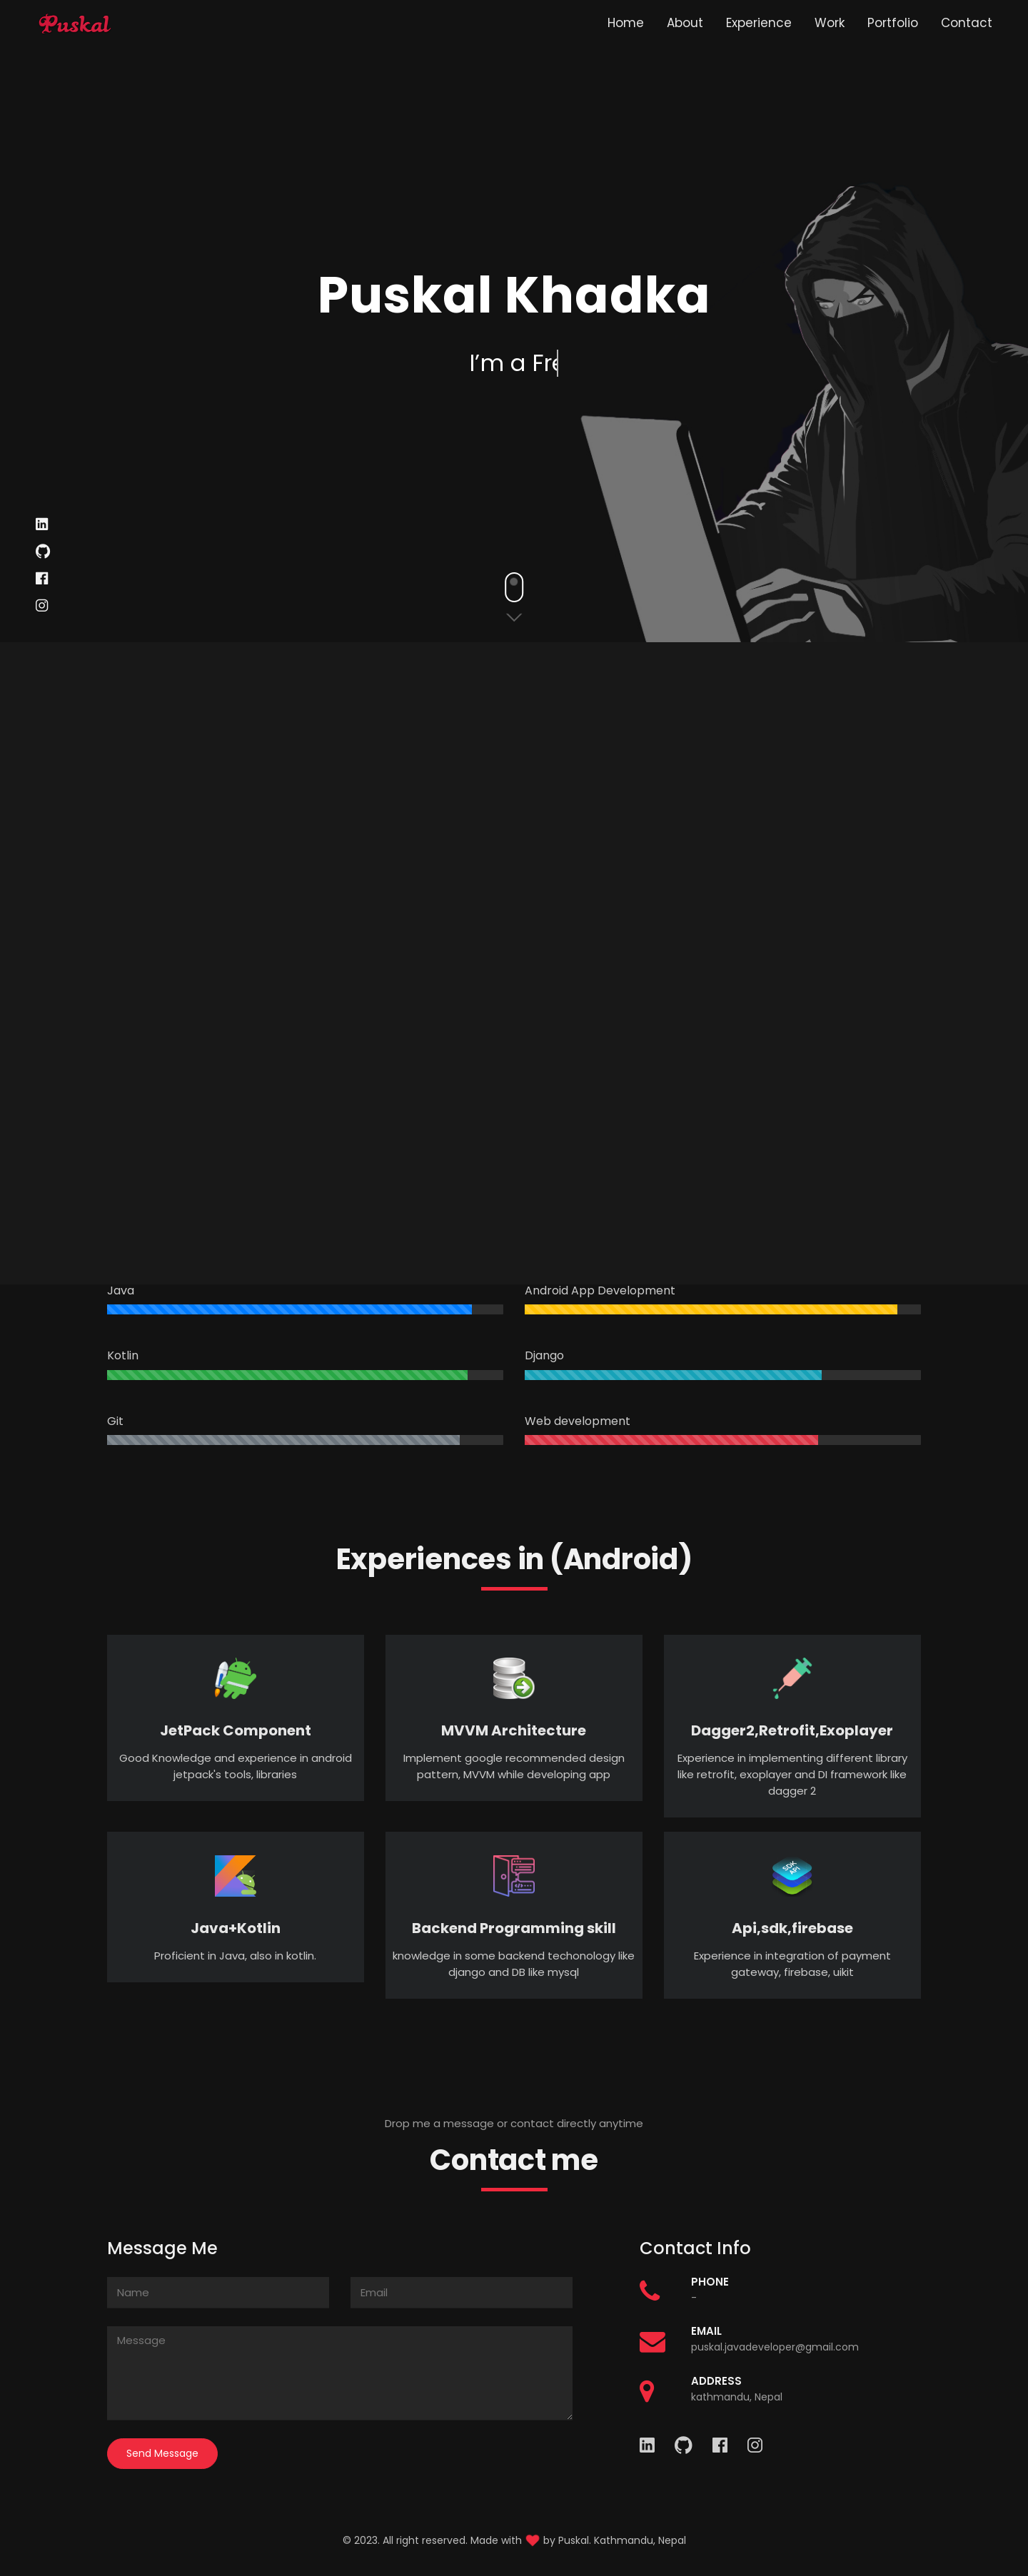 Puskal
Home About Experience Work Portfolio Contact
Puskal Khadka
I'm a Fre
Java
Android App Development
Kotlin
Django
Git
Web development
Experiences in (Android)
JetPack Component
Good Knowledge and experience in android
jetpack's tools, libraries
MVVM Architecture
Implement google recommended design
pattern, MVVM while developing app
Dagger2,Retrofit,Exoplayer
Experience in implementing different library
like retrofit, exoplayer and DI framework like
dagger 2
Java+Kotlin
Proficient in Java, also in kotlin.
Backend Programming skill
knowledge in some backend techonology like
django and DB like mysql
SDK
API
Api,sdk,firebase
Experience in integration of payment
gateway, firebase, uikit
Drop me a message or contact directly anytime
Contact me
Message Me
Name
Email
Message
Send Message
Contact Info
PHONE
-
EMAIL
puskal.javadeveloper@gmail.com
ADDRESS
kathmandu, Nepal
© 2023. All right reserved. Made with by Puskal. Kathmandu, Nepal